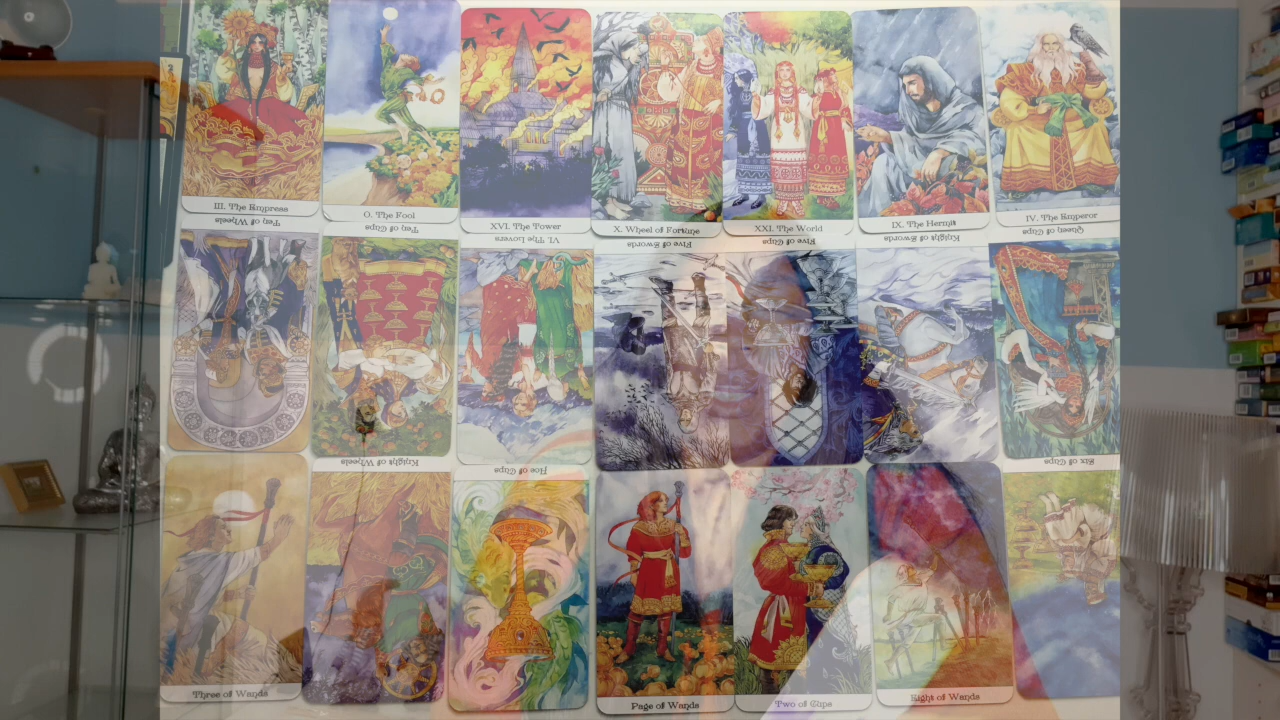 III. The Empress
0. The Fool
XVI. The Tower
X. Wheel of Fortune
XXI. The World
IX. The Hermit
IV. The Emperor
Ten of Wheels
Ten of Cups
VI. The Lovers
Five of Swords
Five of Cups
Knight of Swords
Queen of Cups
Knight of Wheels
Ace of Cups
Six of Cups
Three of Wands
Page of Wands
Two of Cups
Eight of Wands